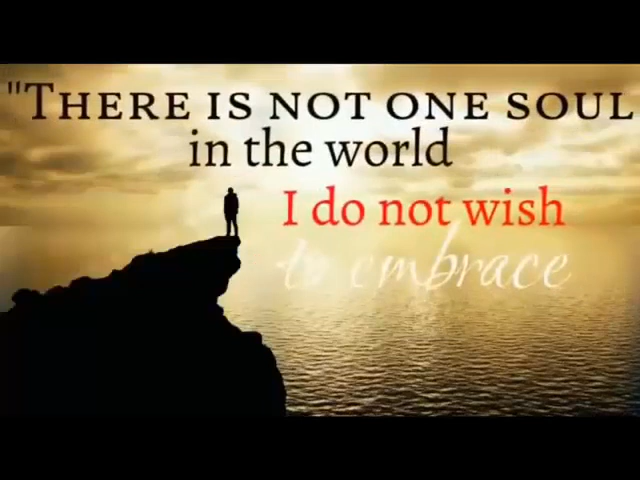 "THERE IS NOT ONE SOUL
in the world
I do not wish
to embrace